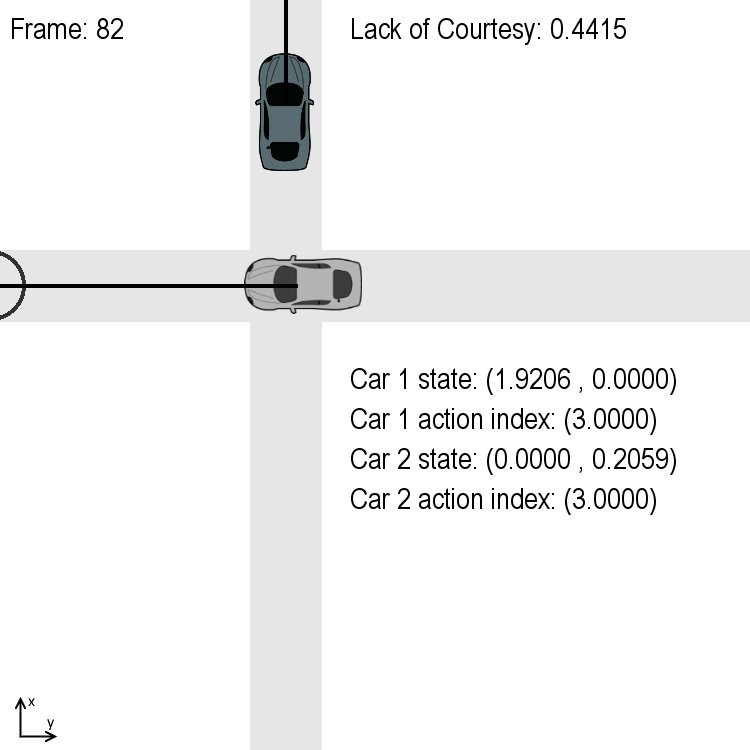 Frame: 82
Lack of Courtesy: 0.4415
Car 1 state: (1.9206 , 0.0000)
Car 1 action index: (3.0000)
Car 2 state: (0.0000 , 0.2059)
Car 2 action index: (3.0000)
x
y